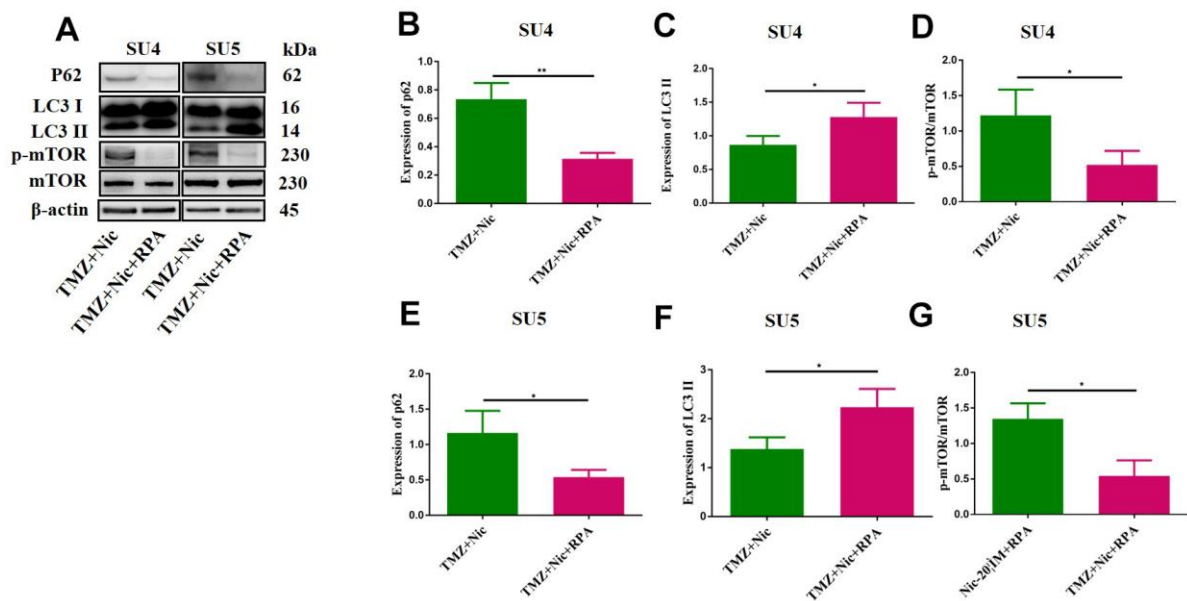 A
SU4 SU5 kDa
P62 62
LC3 I 16
LC3 II 14
p-mTOR 230
mTOR 230
β-actin 45
TMZ+Nic
TMZ+Nic+RPA
TMZ+Nic
TMZ+Nic+RPA
B
SU4
Expression of p62
1.0
0.8
0.6
0.4
0.2
0.0
**
TMZ+Nic
TMZ+Nic+RPA
C
SU4
Expression of LC3 II
2.0
1.5
1.0
0.5
0.0
*
TMZ+Nic
TMZ+Nic+RPA
D
SU4
p-mTOR/mTOR
2.0
1.5
1.0
0.5
0.0
*
TMZ+Nic
TMZ+Nic+RPA
E
SU5
Expression of p62
2.0
1.5
1.0
0.5
0.0
*
TMZ+Nic
TMZ+Nic+RPA
F
SU5
Expression of LC3 II
3
2
1
0
*
TMZ+Nic
TMZ+Nic+RPA
G
SU5
p-mTOR/mTOR
2.0
1.5
1.0
0.5
0.0
*
Nic-20¡ÌM+RPA
TMZ+Nic+RPA